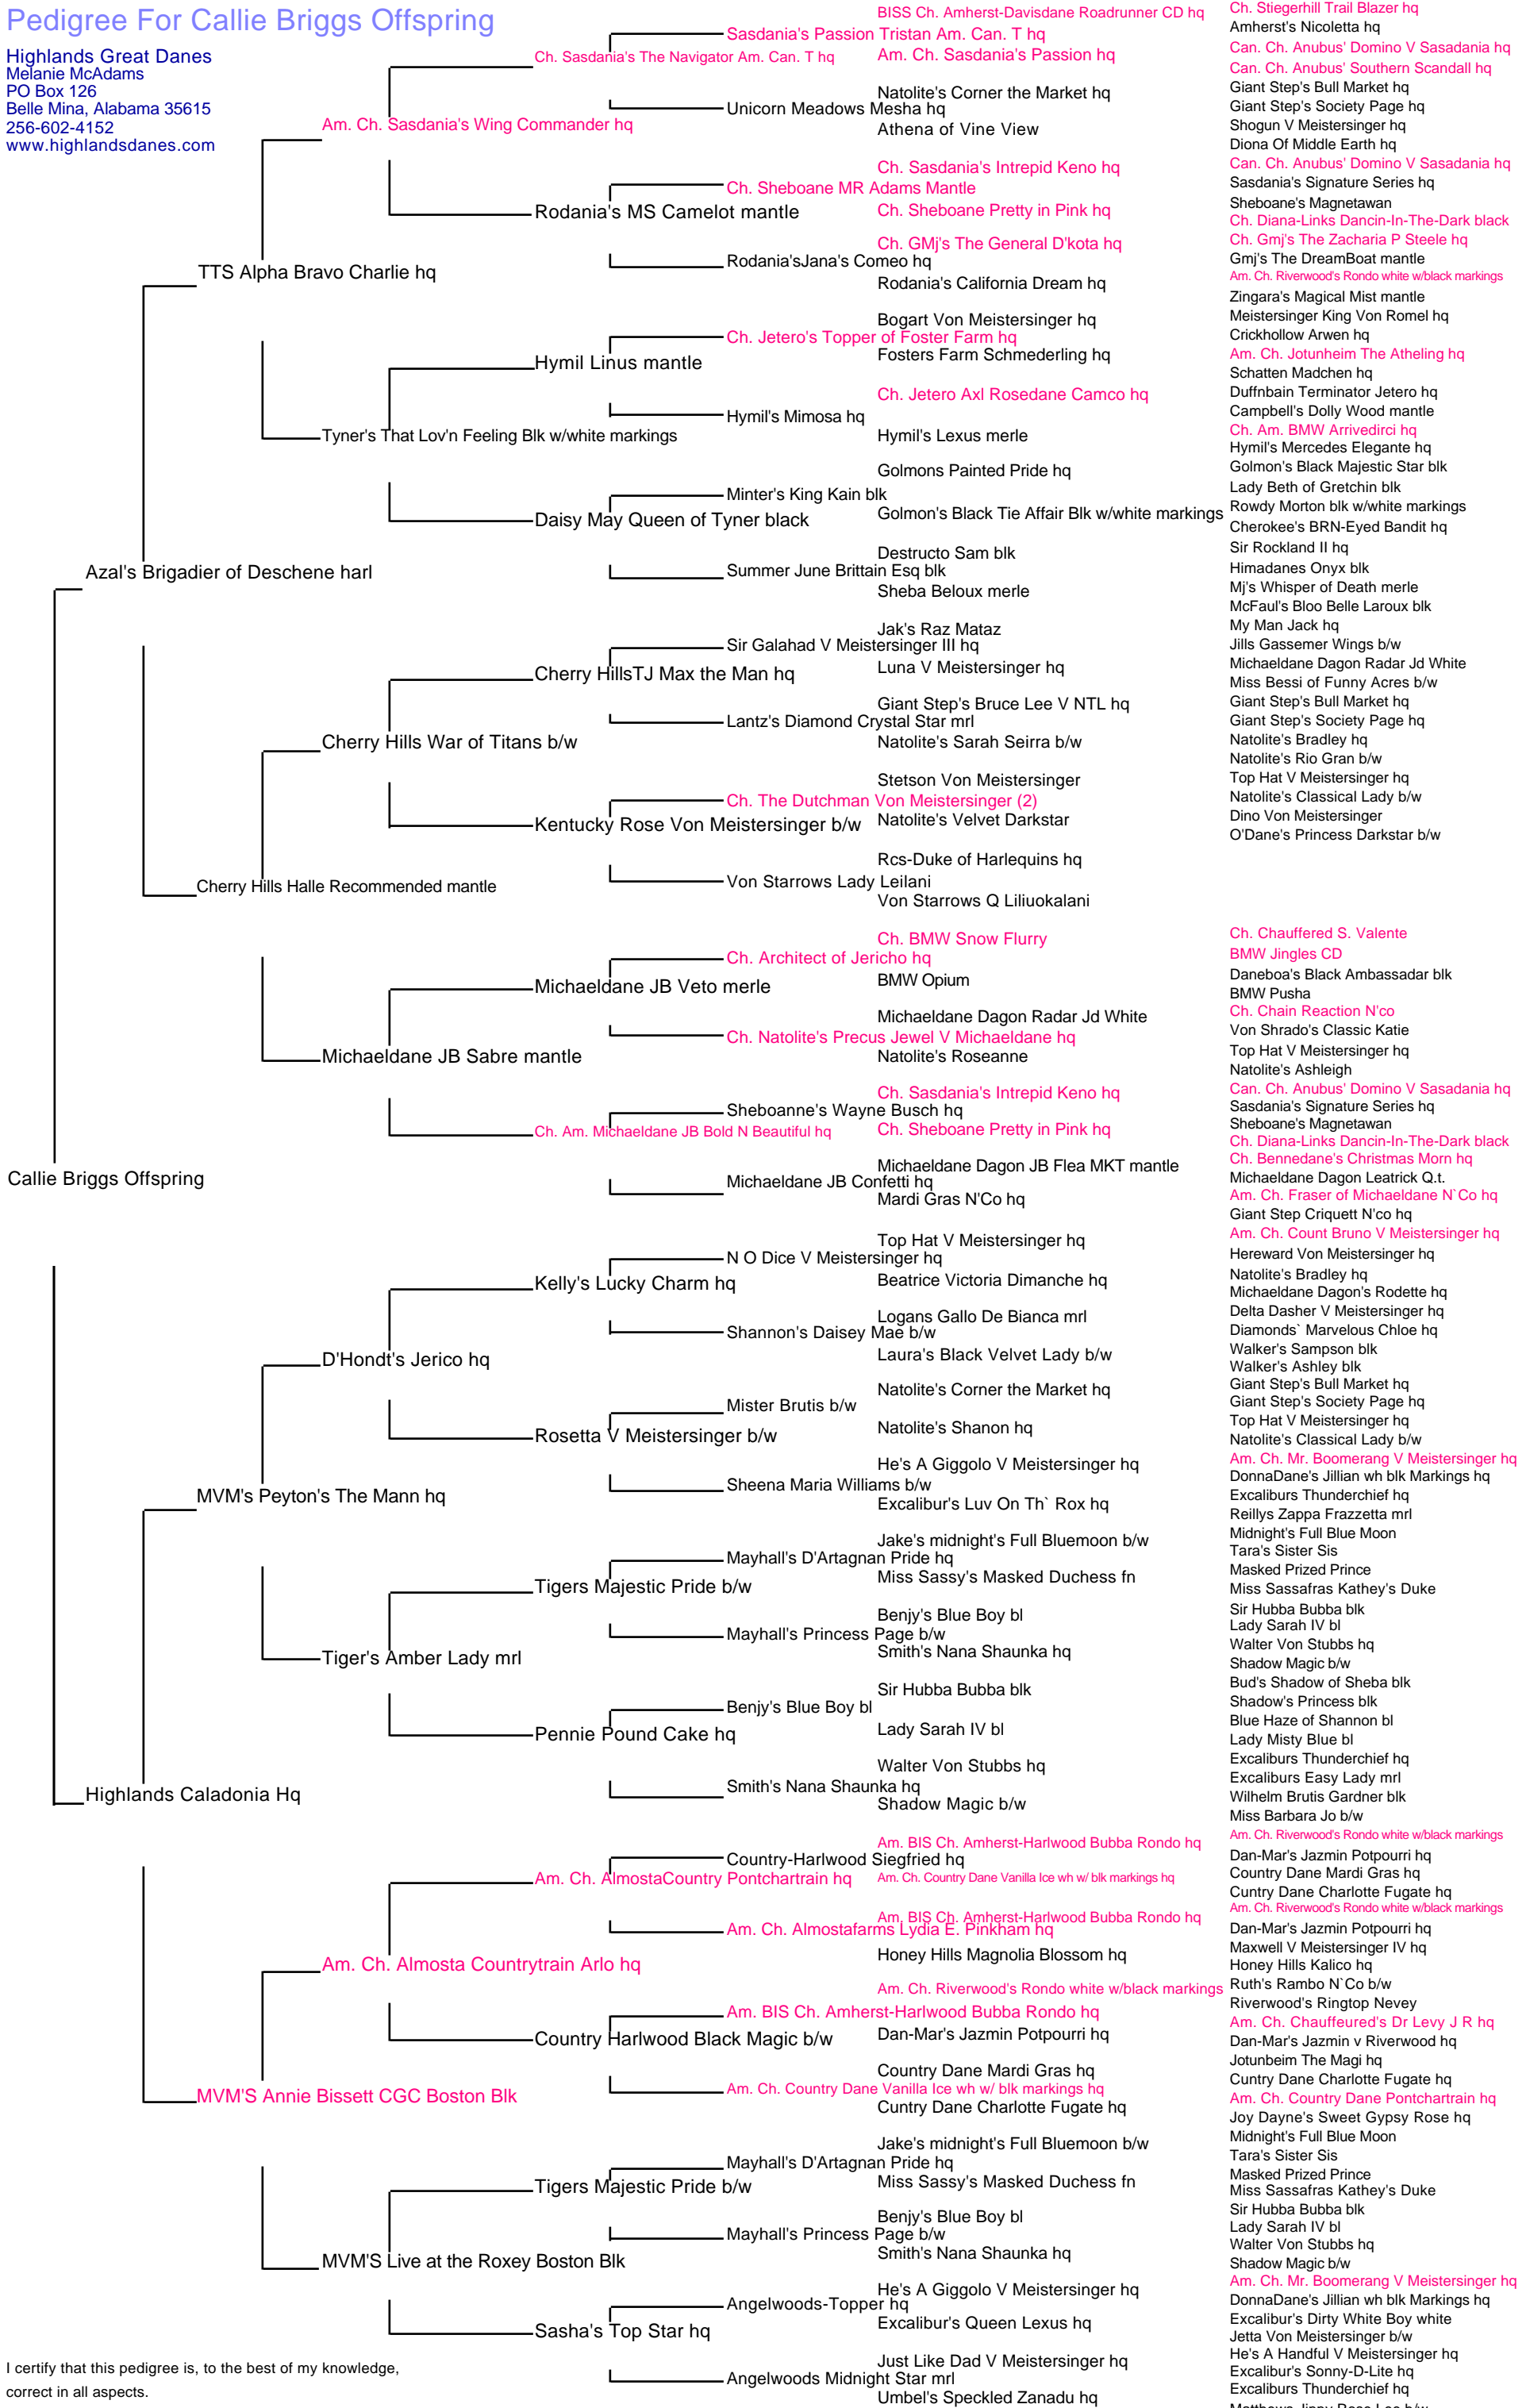 Pedigree For Callie Briggs Offspring
Highlands Great Danes
Melanie McAdams
PO Box 126
Belle Mina, Alabama 35615
256-602-4152
www.highlandsdanes.com
Callie Briggs Offspring
Azal's Brigadier of Deschene harl
Highlands Caladonia Hq
TTS Alpha Bravo Charlie hq
Cherry Hills Halle Recommended mantle
MVM's Peyton's The Mann hq
MVM'S Annie Bissett CGC Boston Blk
Am. Ch. Sasdania's Wing Commander hq
Tyner's That Lov'n Feeling Blk w/white markings
Cherry Hills War of Titans b/w
Michaeldane JB Sabre mantle
D'Hondt's Jerico hq
Tiger's Amber Lady mrl
Am. Ch. Almosta Countrytrain Arlo hq
MVM'S Live at the Roxey Boston Blk
Ch. Sasdania's The Navigator Am. Can. T hq
Rodania's MS Camelot mantle
Hymil Linus mantle
Daisy May Queen of Tyner black
Cherry HillsTJ Max the Man hq
Kentucky Rose Von Meistersinger b/w
Michaeldane JB Veto merle
Ch. Am. Michaeldane JB Bold N Beautiful hq
Kelly's Lucky Charm hq
Rosetta V Meistersinger b/w
Tigers Majestic Pride b/w
Pennie Pound Cake hq
Am. Ch. AlmostaCountry Pontchartrain hq
Country Harlwood Black Magic b/w
Tigers Majestic Pride b/w
Sasha's Top Star hq
Sasdania's Passion Tristan Am. Can. T hq
Unicorn Meadows Mesha hq
Ch. Sheboane MR Adams Mantle
Rodania'sJana's Comeo hq
Ch. Jetero's Topper of Foster Farm hq
Hymil's Mimosa hq
Minter's King Kain blk
Summer June Brittain Esq blk
Sir Galahad V Meistersinger III hq
Lantz's Diamond Crystal Star mrl
Ch. The Dutchman Von Meistersinger (2)
Von Starrows Lady Leilani
Ch. Architect of Jericho hq
Ch. Natolite's Precus Jewel V Michaeldane hq
Sheboanne's Wayne Busch hq
Michaeldane JB Confetti hq
N O Dice V Meistersinger hq
Shannon's Daisey Mae b/w
Mister Brutis b/w
Sheena Maria Williams b/w
Mayhall's D'Artagnan Pride hq
Mayhall's Princess Page b/w
Benjy's Blue Boy bl
Smith's Nana Shaunka hq
Country-Harlwood Siegfried hq
Am. Ch. Almostafarms Lydia E. Pinkham hq
Am. BIS Ch. Amherst-Harlwood Bubba Rondo hq
Am. Ch. Country Dane Vanilla Ice wh w/ blk markings hq
Mayhall's D'Artagnan Pride hq
Mayhall's Princess Page b/w
Angelwoods-Topper hq
Angelwoods Midnight Star mrl
BISS Ch. Amherst-Davisdane Roadrunner CD hq
Am. Ch. Sasdania's Passion hq
Natolite's Corner the Market hq
Athena of Vine View
Ch. Sasdania's Intrepid Keno hq
Ch. Sheboane Pretty in Pink hq
Ch. GMj's The General D'kota hq
Rodania's California Dream hq
Bogart Von Meistersinger hq
Fosters Farm Schmederling hq
Ch. Jetero Axl Rosedane Camco hq
Hymil's Lexus merle
Golmons Painted Pride hq
Golmon's Black Tie Affair Blk w/white markings
Destructo Sam blk
Sheba Beloux merle
Jak's Raz Mataz
Luna V Meistersinger hq
Giant Step's Bruce Lee V NTL hq
Natolite's Sarah Seirra b/w
Stetson Von Meistersinger
Natolite's Velvet Darkstar
Rcs-Duke of Harlequins hq
Von Starrows Q Liliuokalani
Ch. BMW Snow Flurry
BMW Opium
Michaeldane Dagon Radar Jd White
Natolite's Roseanne
Ch. Sasdania's Intrepid Keno hq
Ch. Sheboane Pretty in Pink hq
Michaeldane Dagon JB Flea MKT mantle
Mardi Gras N'Co hq
Top Hat V Meistersinger hq
Beatrice Victoria Dimanche hq
Logans Gallo De Bianca mrl
Laura's Black Velvet Lady b/w
Natolite's Corner the Market hq
Natolite's Shanon hq
He's A Giggolo V Meistersinger hq
Excalibur's Luv On Th` Rox hq
Jake's midnight's Full Bluemoon b/w
Miss Sassy's Masked Duchess fn
Benjy's Blue Boy bl
Smith's Nana Shaunka hq
Sir Hubba Bubba blk
Lady Sarah IV bl
Walter Von Stubbs hq
Shadow Magic b/w
Am. BIS Ch. Amherst-Harlwood Bubba Rondo hq
Am. Ch. Country Dane Vanilla Ice wh w/ blk markings hq
Am. BIS Ch. Amherst-Harlwood Bubba Rondo hq
Honey Hills Magnolia Blossom hq
Am. Ch. Riverwood's Rondo white w/black markings
Dan-Mar's Jazmin Potpourri hq
Country Dane Mardi Gras hq
Cuntry Dane Charlotte Fugate hq
Jake's midnight's Full Bluemoon b/w
Miss Sassy's Masked Duchess fn
Benjy's Blue Boy bl
Smith's Nana Shaunka hq
He's A Giggolo V Meistersinger hq
Excalibur's Queen Lexus hq
Just Like Dad V Meistersinger hq
Umbel's Speckled Zanadu hq
Ch. Stiegerhill Trail Blazer hq
Amherst's Nicoletta hq
Can. Ch. Anubus' Domino V Sasadania hq
Can. Ch. Anubus' Southern Scandall hq
Giant Step's Bull Market hq
Giant Step's Society Page hq
Shogun V Meistersinger hq
Diona Of Middle Earth hq
Can. Ch. Anubus' Domino V Sasadania hq
Sasdania's Signature Series hq
Sheboane's Magnetawan
Ch. Diana-Links Dancin-In-The-Dark black
Ch. Gmj's The Zacharia P Steele hq
Gmj's The DreamBoat mantle
Am. Ch. Riverwood's Rondo white w/black markings
Zingara's Magical Mist mantle
Meistersinger King Von Romel hq
Crickhollow Arwen hq
Am. Ch. Jotunheim The Atheling hq
Schatten Madchen hq
Duffnbain Terminator Jetero hq
Campbell's Dolly Wood mantle
Ch. Am. BMW Arrivedirci hq
Hymil's Mercedes Elegante hq
Golmon's Black Majestic Star blk
Lady Beth of Gretchin blk
Rowdy Morton blk w/white markings
Cherokee's BRN-Eyed Bandit hq
Sir Rockland II hq
Himadanes Onyx blk
Mj's Whisper of Death merle
McFaul's Bloo Belle Laroux blk
My Man Jack hq
Jills Gassemer Wings b/w
Michaeldane Dagon Radar Jd White
Miss Bessi of Funny Acres b/w
Giant Step's Bull Market hq
Giant Step's Society Page hq
Natolite's Bradley hq
Natolite's Rio Gran b/w
Top Hat V Meistersinger hq
Natolite's Classical Lady b/w
Dino Von Meistersinger
O'Dane's Princess Darkstar b/w
Ch. Chauffered S. Valente
BMW Jingles CD
Daneboa's Black Ambassadar blk
BMW Pusha
Ch. Chain Reaction N'co
Von Shrado's Classic Katie
Top Hat V Meistersinger hq
Natolite's Ashleigh
Can. Ch. Anubus' Domino V Sasadania hq
Sasdania's Signature Series hq
Sheboane's Magnetawan
Ch. Diana-Links Dancin-In-The-Dark black
Ch. Bennedane's Christmas Morn hq
Michaeldane Dagon Leatrick Q.t.
Am. Ch. Fraser of Michaeldane N`Co hq
Giant Step Criquett N'co hq
Am. Ch. Count Bruno V Meistersinger hq
Hereward Von Meistersinger hq
Natolite's Bradley hq
Michaeldane Dagon's Rodette hq
Delta Dasher V Meistersinger hq
Diamonds` Marvelous Chloe hq
Walker's Sampson blk
Walker's Ashley blk
Giant Step's Bull Market hq
Giant Step's Society Page hq
Top Hat V Meistersinger hq
Natolite's Classical Lady b/w
Am. Ch. Mr. Boomerang V Meistersinger hq
DonnaDane's Jillian wh blk Markings hq
Excaliburs Thunderchief hq
Reillys Zappa Frazzetta mrl
Midnight's Full Blue Moon
Tara's Sister Sis
Masked Prized Prince
Miss Sassafras Kathey's Duke
Sir Hubba Bubba blk
Lady Sarah IV bl
Walter Von Stubbs hq
Shadow Magic b/w
Bud's Shadow of Sheba blk
Shadow's Princess blk
Blue Haze of Shannon bl
Lady Misty Blue bl
Excaliburs Thunderchief hq
Excaliburs Easy Lady mrl
Wilhelm Brutis Gardner blk
Miss Barbara Jo b/w
Am. Ch. Riverwood's Rondo white w/black markings
Dan-Mar's Jazmin Potpourri hq
Country Dane Mardi Gras hq
Cuntry Dane Charlotte Fugate hq
Am. Ch. Riverwood's Rondo white w/black markings
Dan-Mar's Jazmin Potpourri hq
Maxwell V Meistersinger IV hq
Honey Hills Kalico hq
Ruth's Rambo N`Co b/w
Riverwood's Ringtop Nevey
Am. Ch. Chauffeured's Dr Levy J R hq
Dan-Mar's Jazmin v Riverwood hq
Jotunbeim The Magi hq
Cuntry Dane Charlotte Fugate hq
Am. Ch. Country Dane Pontchartrain hq
Joy Dayne's Sweet Gypsy Rose hq
Midnight's Full Blue Moon
Tara's Sister Sis
Masked Prized Prince
Miss Sassafras Kathey's Duke
Sir Hubba Bubba blk
Lady Sarah IV bl
Walter Von Stubbs hq
Shadow Magic b/w
Am. Ch. Mr. Boomerang V Meistersinger hq
DonnaDane's Jillian wh blk Markings hq
Excalibur's Dirty White Boy white
Jetta Von Meistersinger b/w
He's A Handful V Meistersinger hq
Excalibur's Sonny-D-Lite hq
Excaliburs Thunderchief hq
I certify that this pedigree is, to the best of my knowledge,
correct in all aspects.